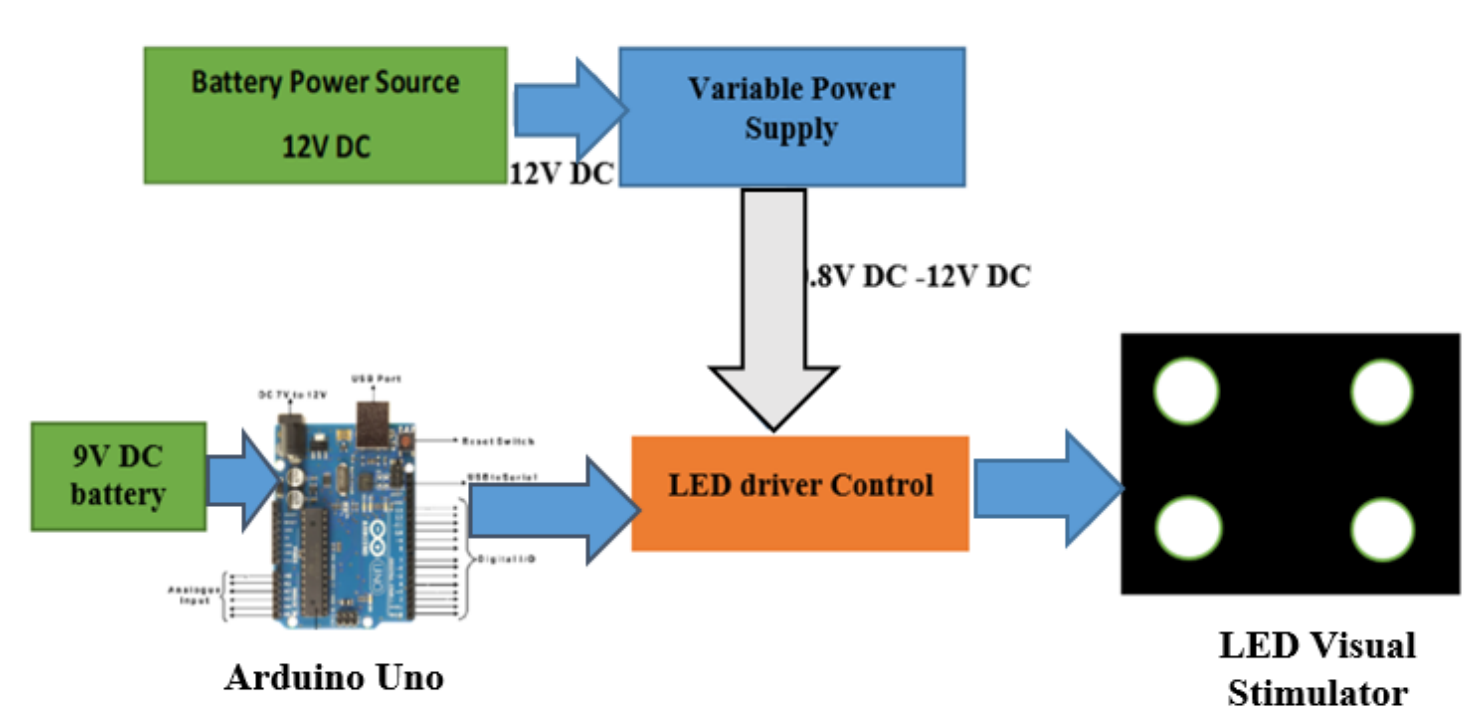 Battery Power Source
12V DC
Variable Power
Supply
12V DC
.8V DC -12V DC
USB Port
DC 7V to 12V
9V DC
battery
Reset Switch
USB to Serial
LED driver Control
Digital I/O
Analogue
Input
UNO
ARDUINO
Arduino Uno
LED Visual
Stimulator